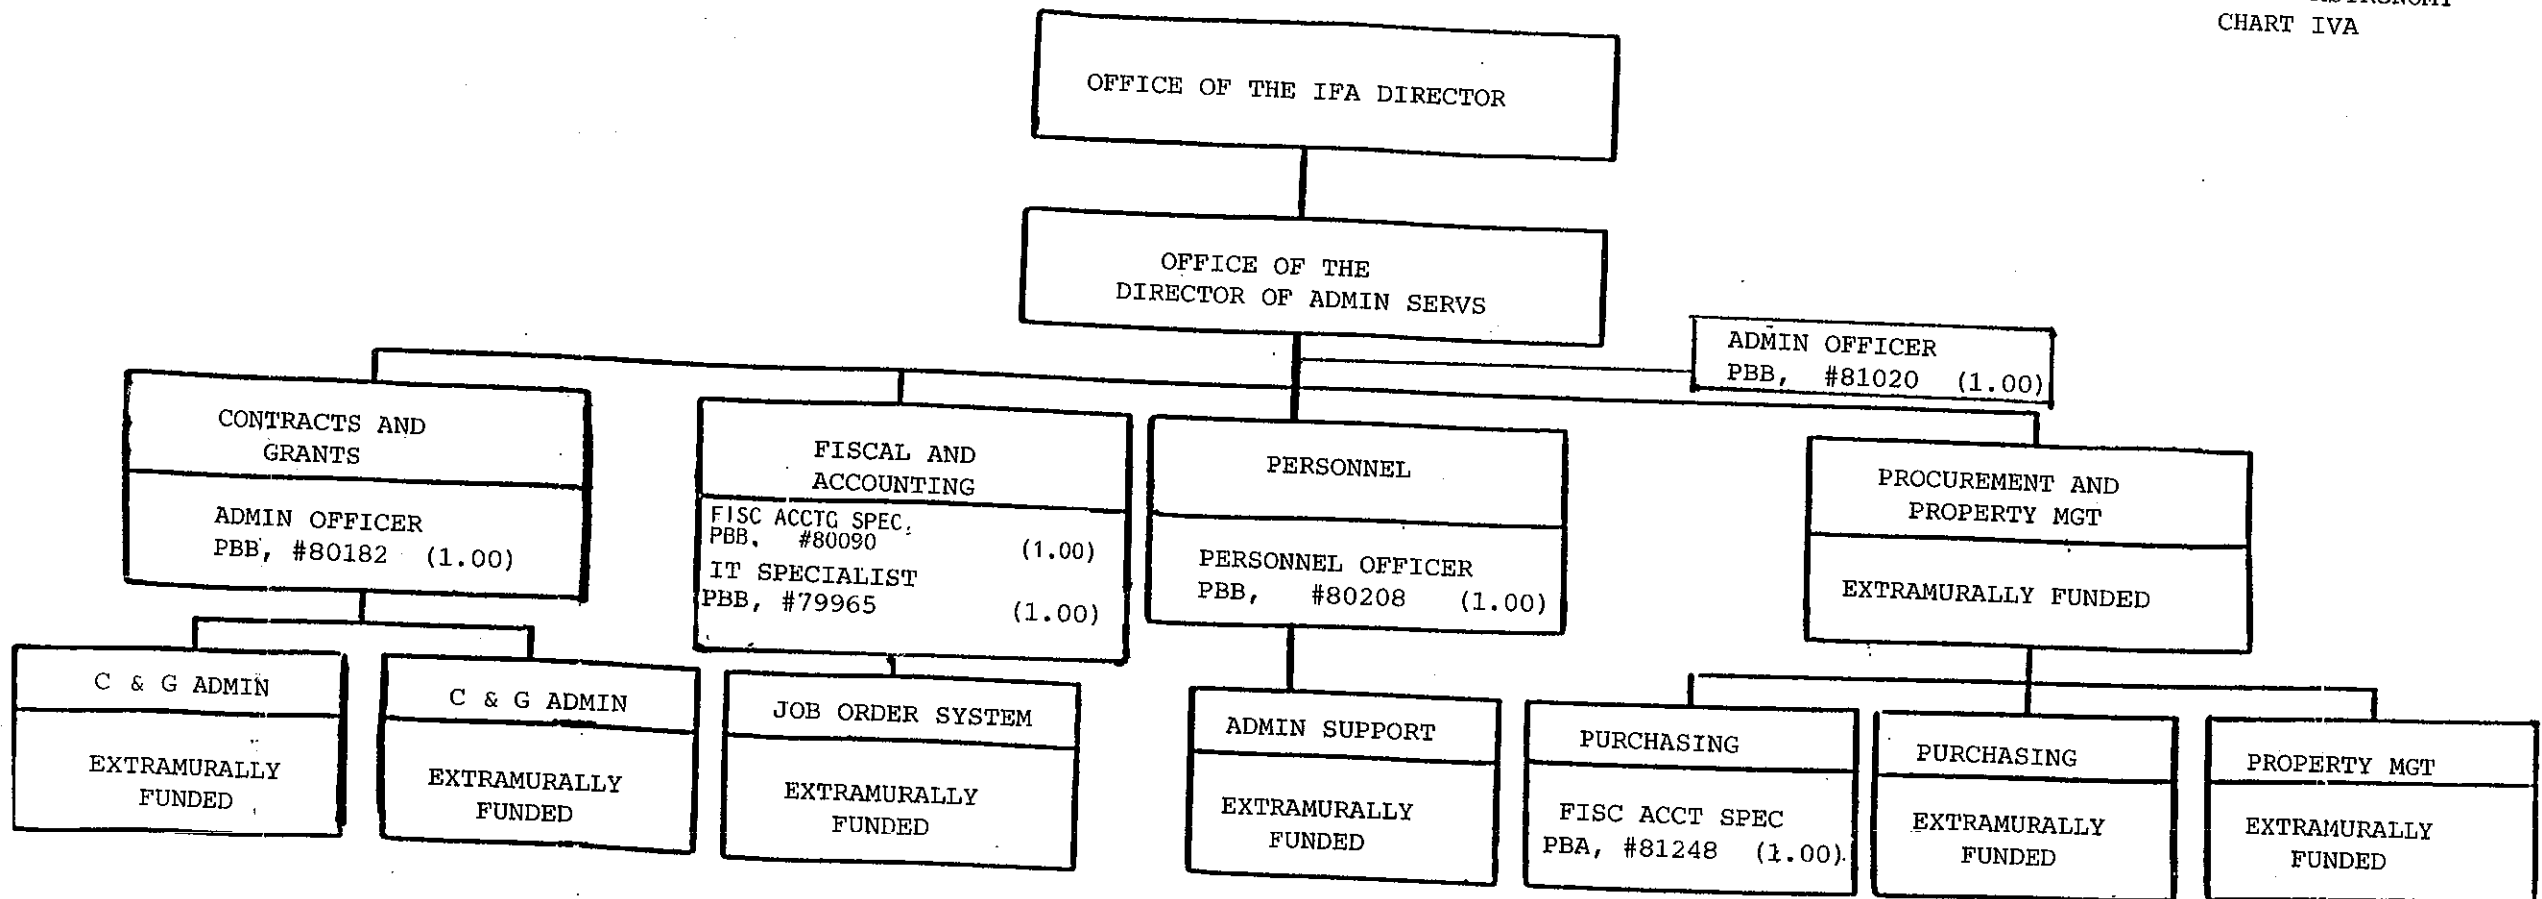 CHART IVA
OFFICE OF THE IFA DIRECTOR
OFFICE OF THE
DIRECTOR OF ADMIN SERVS
ADMIN OFFICER
PBB, #81020 (1.00)
CONTRACTS AND
GRANTS
ADMIN OFFICER
PBB, #80182 (1.00)
FISCAL AND
ACCOUNTING
FISC ACCTG SPEC.
PBB. #80090 (1.00)
IT SPECIALIST
PBB, #79965 (1.00)
PERSONNEL
PERSONNEL OFFICER
PBB, #80208 (1.00)
PROCUREMENT AND
PROPERTY MGT
EXTRAMURALLY FUNDED
C & G ADMIN
EXTRAMURALLY
FUNDED
C & G ADMIN
EXTRAMURALLY
FUNDED
JOB ORDER SYSTEM
EXTRAMURALLY
FUNDED
ADMIN SUPPORT
EXTRAMURALLY
FUNDED
PURCHASING
FISC ACCT SPEC
PBA, #81248 (1.00)
PURCHASING
EXTRAMURALLY
FUNDED
PROPERTY MGT
EXTRAMURALLY
FUNDED